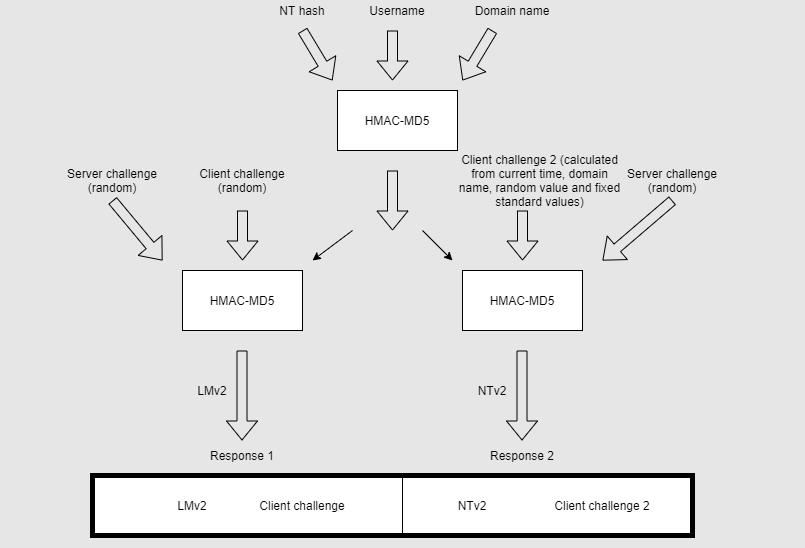 NT hash
Username
Domain name
HMAC-MD5
Server challenge
(random)
Client challenge
(random)
Client challenge 2 (calculated
from current time, domain
name, random value and fixed
standard values)
Server challenge
(random)
HMAC-MD5
HMAC-MD5
LMv2
NTv2
Response 1
Response 2
LMv2
Client challenge
NTv2
Client challenge 2